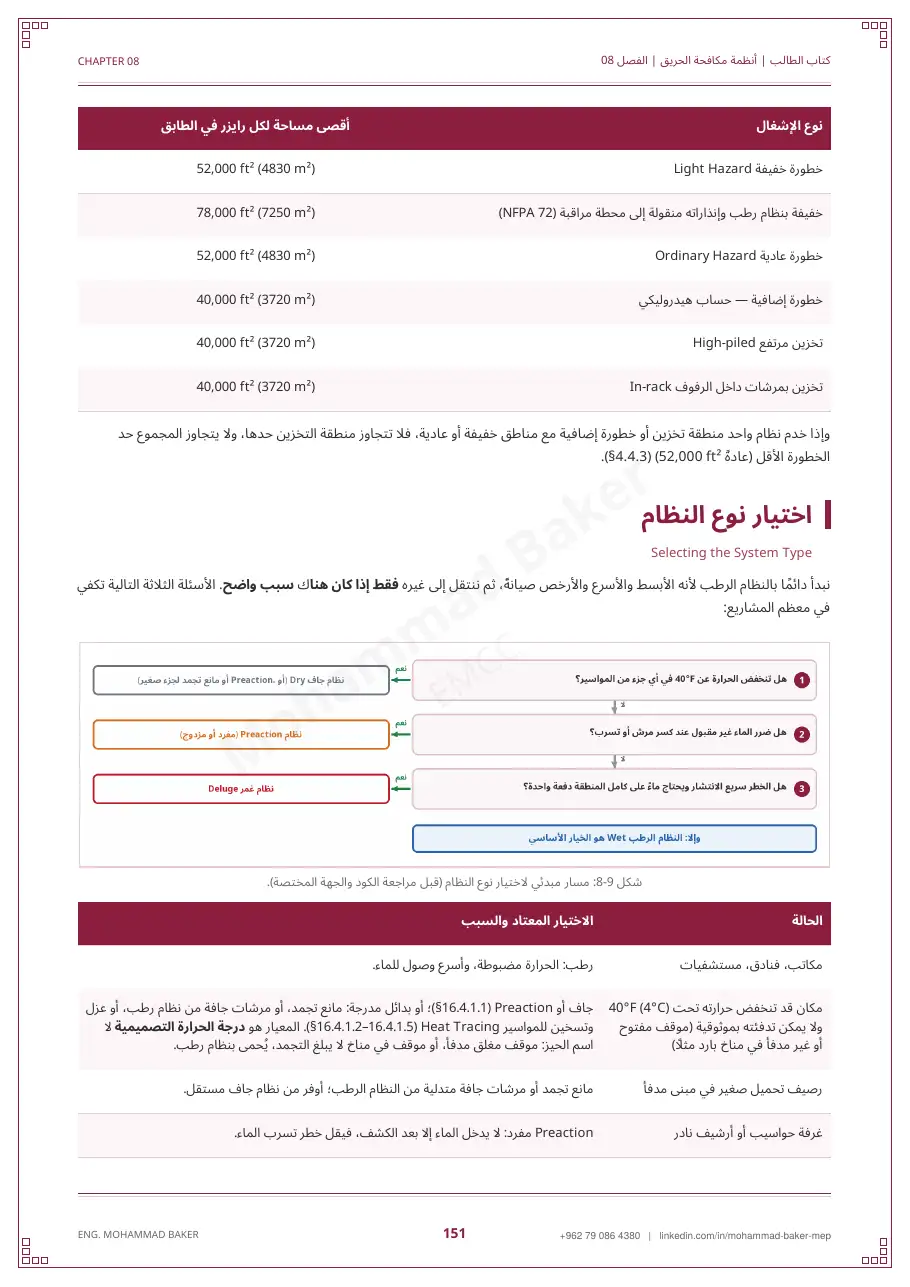 كتاب الطالب | أنظمة مكافحة الحريق | الفصل 08
CHAPTER 08
نوع الإشغال
أقصى مساحة لكل رايزر في الطابق
خطورة خفيفة Light Hazard
52,000 ft² (4830 m²)
خفيفة بنظام رطب وإنذاراته منقولة إلى محطة مراقبة (NFPA 72)
78,000 ft² (7250 m²)
خطورة عادية Ordinary Hazard
52,000 ft² (4830 m²)
خطورة إضافية — حساب هيدروليكي
40,000 ft² (3720 m²)
تخزين مرتفع High-piled
40,000 ft² (3720 m²)
تخزين بمرشات داخل الرفوف In-rack
40,000 ft² (3720 m²)
وإذا خدم نظام واحد منطقة تخزين أو خطورة إضافية مع مناطق خفيفة أو عادية، فلا تتجاوز منطقة التخزين حدها، ولا يتجاوز المجموع حد
الخطورة الأقل (عادةً 52,000 ft²) (§4.4.3).
اختيار نوع النظام
Selecting the System Type
نبدأ دائمًا بالنظام الرطب لأنه الأبسط والأسرع والأرخص صيانةً، ثم ننتقل إلى غيره فقط إذا كان هناك سبب واضح. الأسئلة الثلاثة التالية تكفي
في معظم المشاريع:
1 هل تنخفض الحرارة عن 40°F في أي جزء من المواسير؟
نعم
نظام جاف Dry (أو Preaction، أو مانع تجمد لجزء صغير)
لا
2 هل ضرر الماء غير مقبول عند كسر مرش أو تسرب؟
نعم
نظام Preaction (مفرد أو مزدوج)
لا
3 هل الخطر سريع الانتشار ويحتاج ماءً على كامل المنطقة دفعة واحدة؟
نعم
نظام غمر Deluge
وإلا: النظام الرطب Wet هو الخيار الأساسي
شكل 9-8: مسار مبدئي لاختيار نوع النظام (قبل مراجعة الكود والجهة المختصة).
الحالة
الاختيار المعتاد والسبب
مكاتب، فنادق، مستشفيات
رطب: الحرارة مضبوطة، وأسرع وصول للماء.
مكان قد تنخفض حرارته تحت 40°F (4°C)
ولا يمكن تدفئته بموثوقية (موقف مفتوح
أو غير مدفأ في مناخ بارد مثلًا)
جاف أو Preaction (§16.4.1.1)؛ أو بدائل مدرجة: مانع تجمد، أو مرشات جافة من نظام رطب، أو عزل
وتسخين للمواسير Heat Tracing (§16.4.1.2–16.4.1.5). المعيار هو درجة الحرارة التصميمية لا
اسم الحيز: موقف مغلق مدفأ، أو موقف في مناخ لا يبلغ التجمد، يُحمى بنظام رطب.
رصيف تحميل صغير في مبنى مدفأ
مانع تجمد أو مرشات جافة متدلية من النظام الرطب؛ أوفر من نظام جاف مستقل.
غرفة حواسيب أو أرشيف نادر
Preaction مفرد: لا يدخل الماء إلا بعد الكشف، فيقل خطر تسرب الماء.
Mohammad Baker
EMCC
ENG. MOHAMMAD BAKER
151
+962 79 086 4380 | linkedin.com/in/mohammad-baker-mep